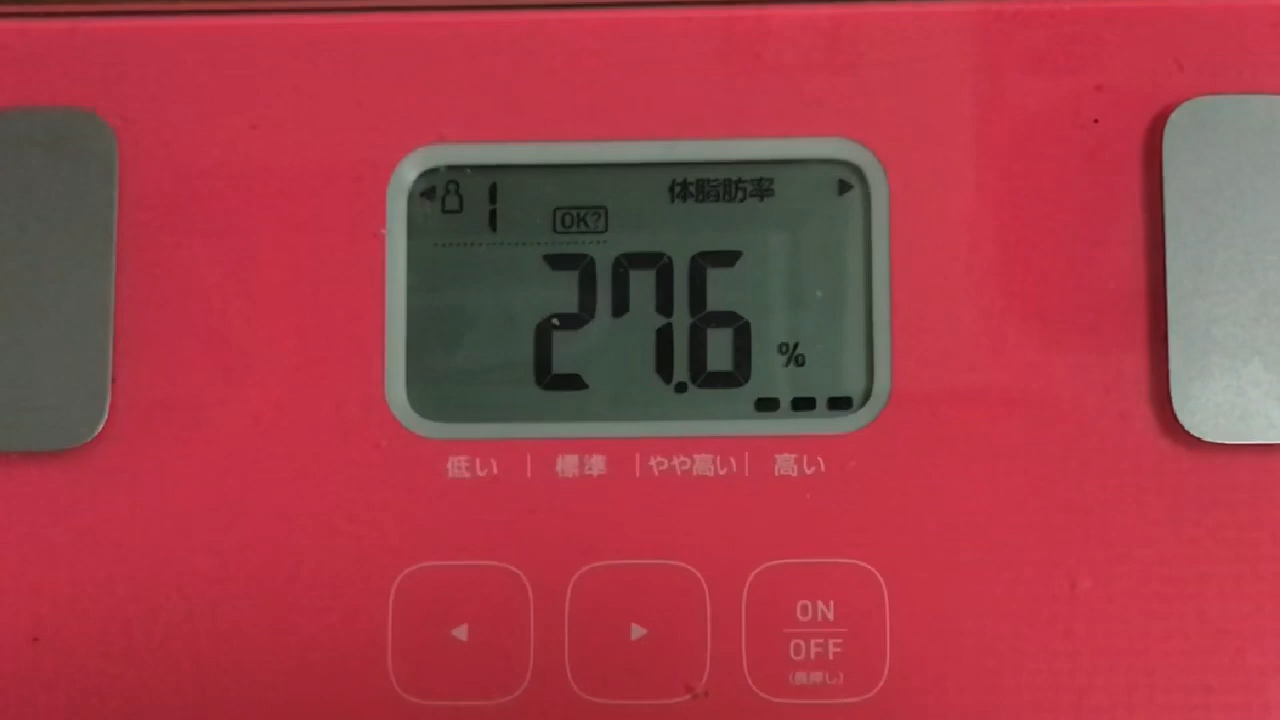 1 体脂肪率
OK?
27.6 %
低い | 標準 | やや高い | 高い
ON
OFF
(長押し)